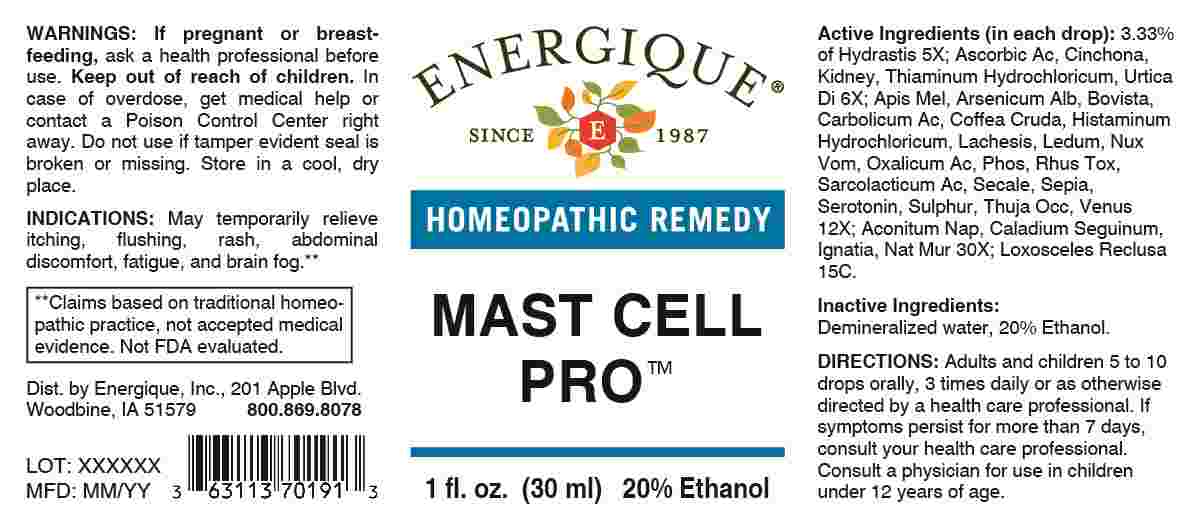 WARNINGS: If pregnant or breast-
feeding, ask a health professional before
use. Keep out of reach of children. In
case of overdose, get medical help or
contact a Poison Control Center right
away. Do not use if tamper evident seal is
broken or missing. Store in a cool, dry
place.
INDICATIONS: May temporarily relieve
itching, flushing, rash, abdominal
discomfort, fatigue, and brain fog.**
**Claims based on traditional homeo-
pathic practice, not accepted medical
evidence. Not FDA evaluated.
Dist. by Energique, Inc., 201 Apple Blvd.
Woodbine, IA 51579 800.869.8078
LOT: XXXXXX
MFD: MM/YY
3 63113 70191 3
ENERGIQUE®
SINCE E 1987
HOMEOPATHIC REMEDY
MAST CELL
PRO™
1 fl. oz. (30 ml) 20% Ethanol
Active Ingredients (in each drop): 3.33%
of Hydrastis 5X; Ascorbic Ac, Cinchona,
Kidney, Thiaminum Hydrochloricum, Urtica
Di 6X; Apis Mel, Arsenicum Alb, Bovista,
Carbolicum Ac, Coffea Cruda, Histaminum
Hydrochloricum, Lachesis, Ledum, Nux
Vom, Oxalicum Ac, Phos, Rhus Tox,
Sarcolacticum Ac, Secale, Sepia,
Serotonin, Sulphur, Thuja Occ, Venus
12X; Aconitum Nap, Caladium Seguinum,
Ignatia, Nat Mur 30X; Loxosceles Reclusa
15C.
Inactive Ingredients:
Demineralized water, 20% Ethanol.
DIRECTIONS: Adults and children 5 to 10
drops orally, 3 times daily or as otherwise
directed by a health care professional. If
symptoms persist for more than 7 days,
consult your health care professional.
Consult a physician for use in children
under 12 years of age.